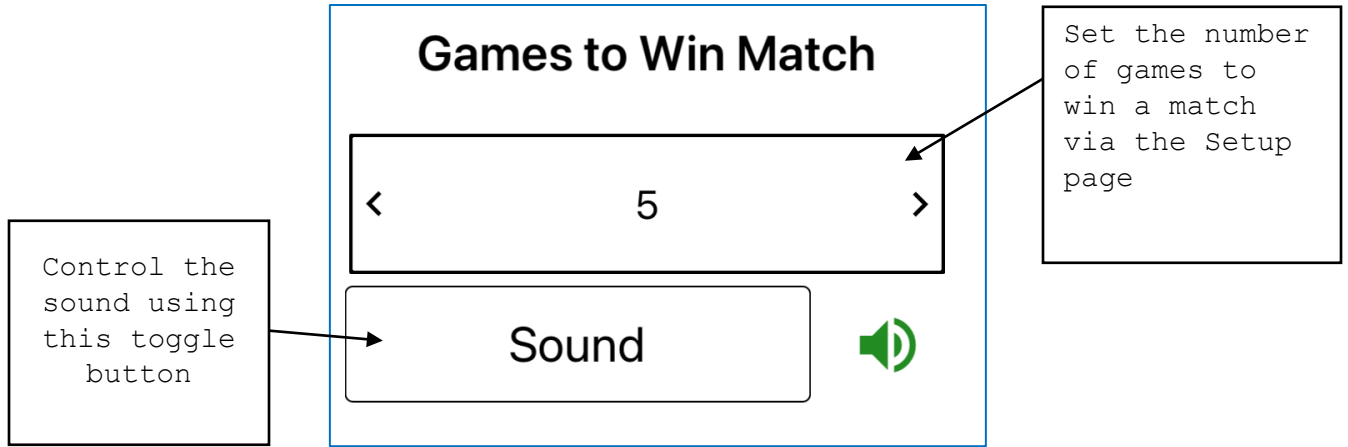 Games to Win Match
Set the number
of games to
win a match
via the Setup
page
< 5 >
Control the
sound using
this toggle
button
Sound